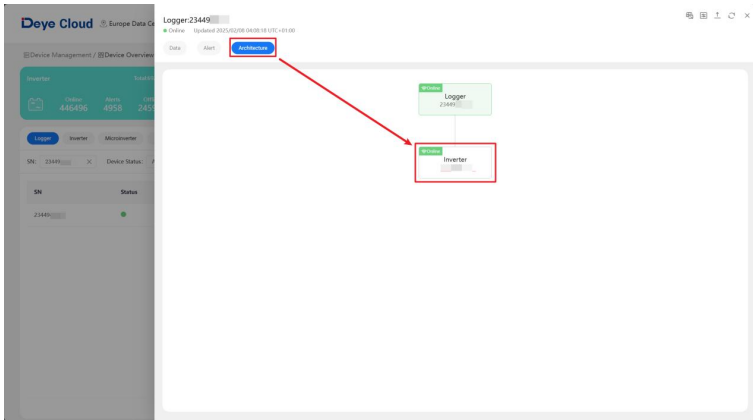 Deye Cloud
Europe Data Ce
Device Management / Device Overview
Inverter
Online
Alerts
446496
4958
Logger
Inverter
Microinverter
SN:
23449
Device Status:
SN
Status
23449
Logger:23449
Online
Updated 2025/02/08 04:08:18 UTC+01:00
Data
Alert
Architecture
Online
Logger
23449
Online
Inverter